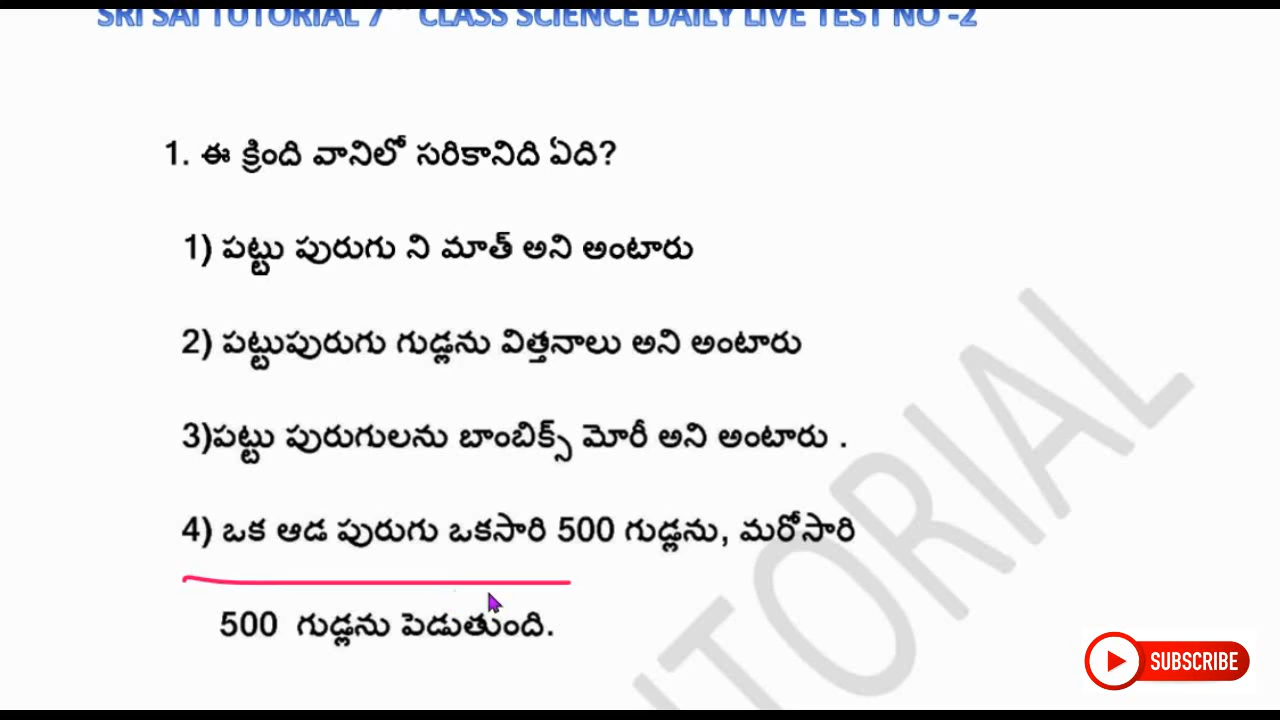 SRI SAI TUTORIAL 7 CLASS SCIENCE DAILY LIVE TEST NO -2
1. ఈ క్రింది వానిలో సరికానిది ఏది?
1) పట్టు పురుగు ని మాత్ అని అంటారు
2) పట్టుపురుగు గుడ్లను విత్తనాలు అని అంటారు
3)పట్టు పురుగులను బాంబిక్స్ మోరీ అని అంటారు .
4) ఒక ఆడ పురుగు ఒకసారి 500 గుడ్లను, మరోసారి
500 గుడ్లను పెడుతుంది.
TUTORIAL
SUBSCRIBE